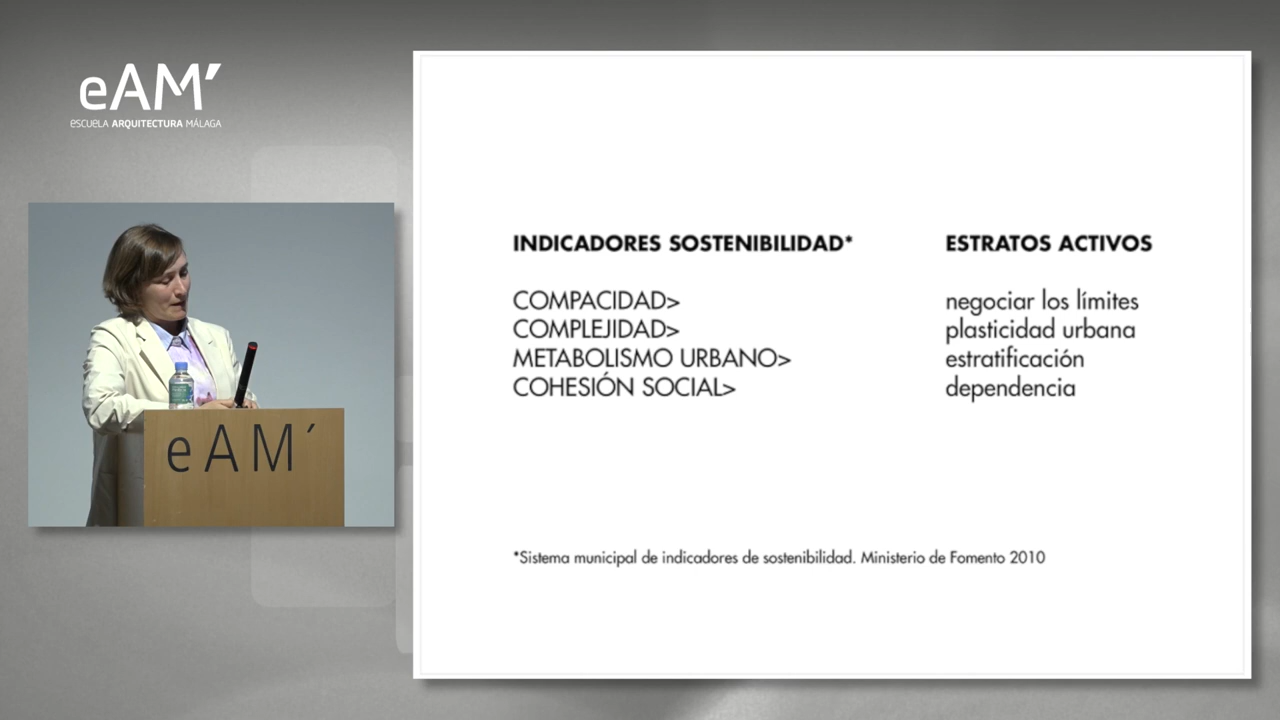 eAM´
ESCUELA ARQUITECTURA MÁLAGA
eAM´
INDICADORES SOSTENIBILIDAD*
COMPACIDAD>
COMPLEJIDAD>
METABOLISMO URBANO>
COHESIÓN SOCIAL>
ESTRATOS ACTIVOS
negociar los límites
plasticidad urbana
estratificación
dependencia
*Sistema municipal de indicadores de sostenibilidad. Ministerio de Fomento 2010